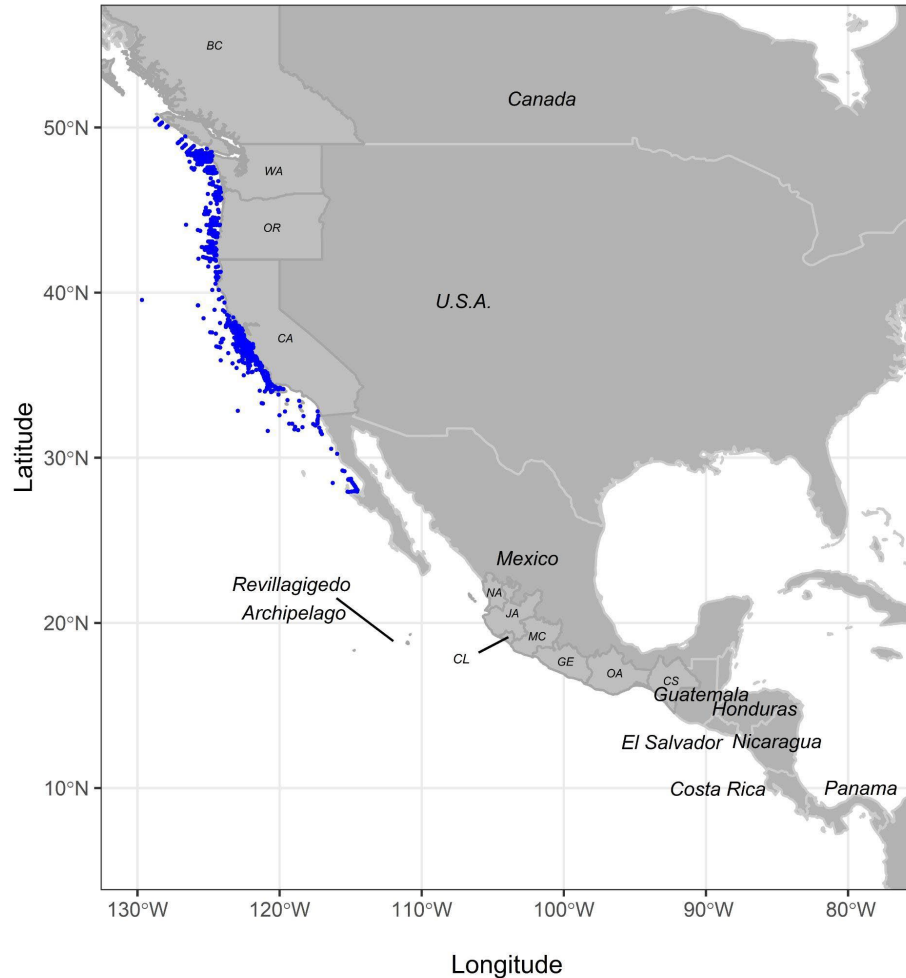 BC
Canada
50°N
WA
OR
40°N
U.S.A.
CA
Latitude
30°N
Mexico
Revillagigedo
Archipelago
NA
JA
20°N
MC
CL
GE
OA
CS
Guatemala
Honduras
El Salvador
Nicaragua
10°N
Costa Rica
Panama
130°W
120°W
110°W
100°W
90°W
80°W
Longitude